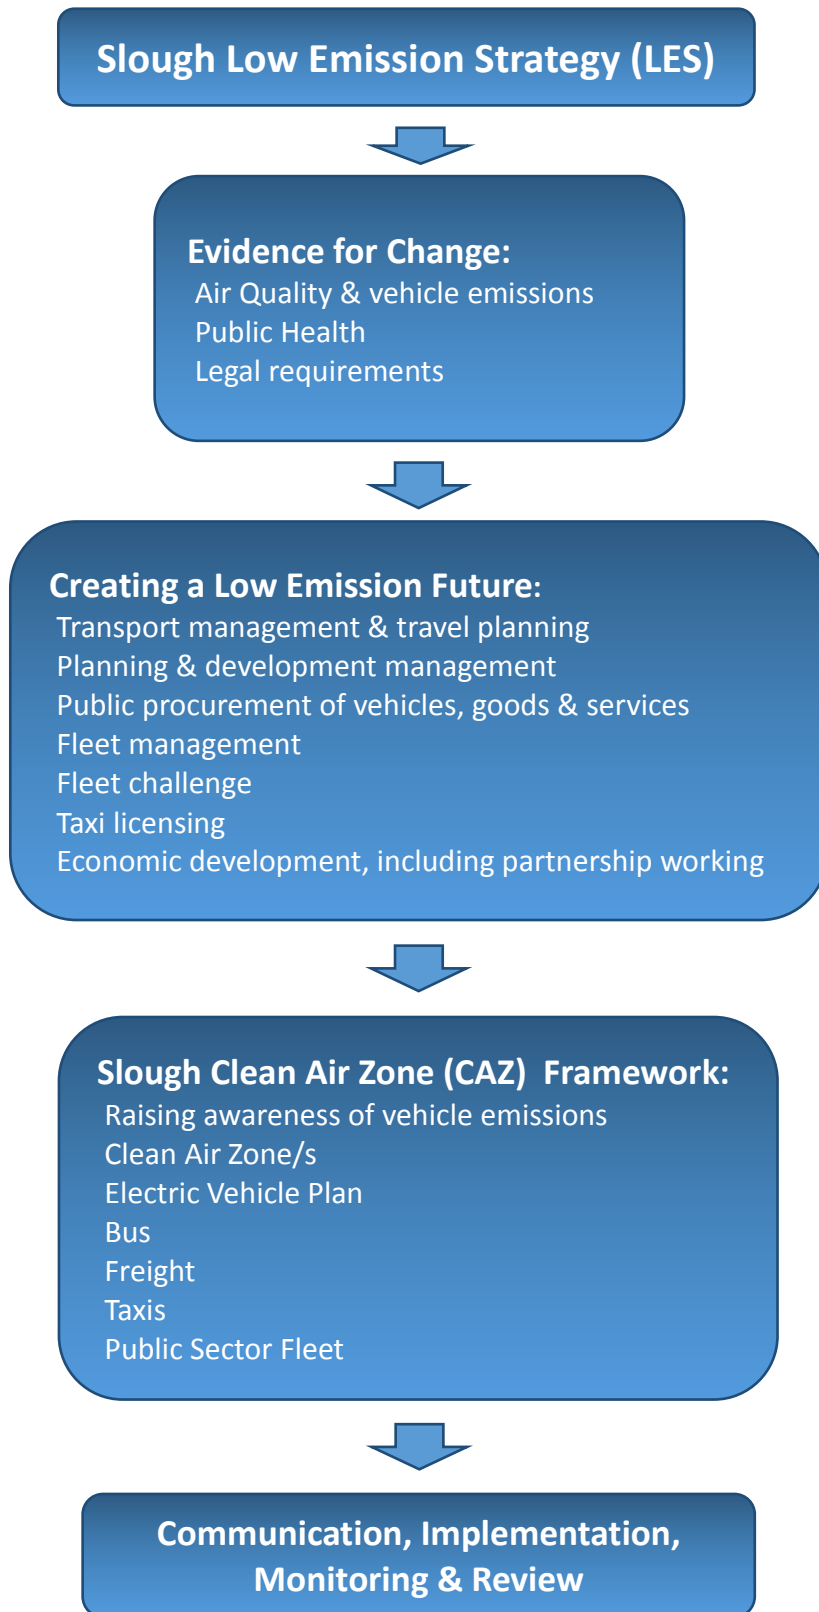 Slough Low Emission Strategy (LES)
Evidence for Change:
Air Quality & vehicle emissions
Public Health
Legal requirements
Creating a Low Emission Future:
Transport management & travel planning
Planning & development management
Public procurement of vehicles, goods & services
Fleet management
Fleet challenge
Taxi licensing
Economic development, including partnership working
Slough Clean Air Zone (CAZ) Framework:
Raising awareness of vehicle emissions
Clean Air Zone/s
Electric Vehicle Plan
Bus
Freight
Taxis
Public Sector Fleet
Communication, Implementation,
Monitoring & Review